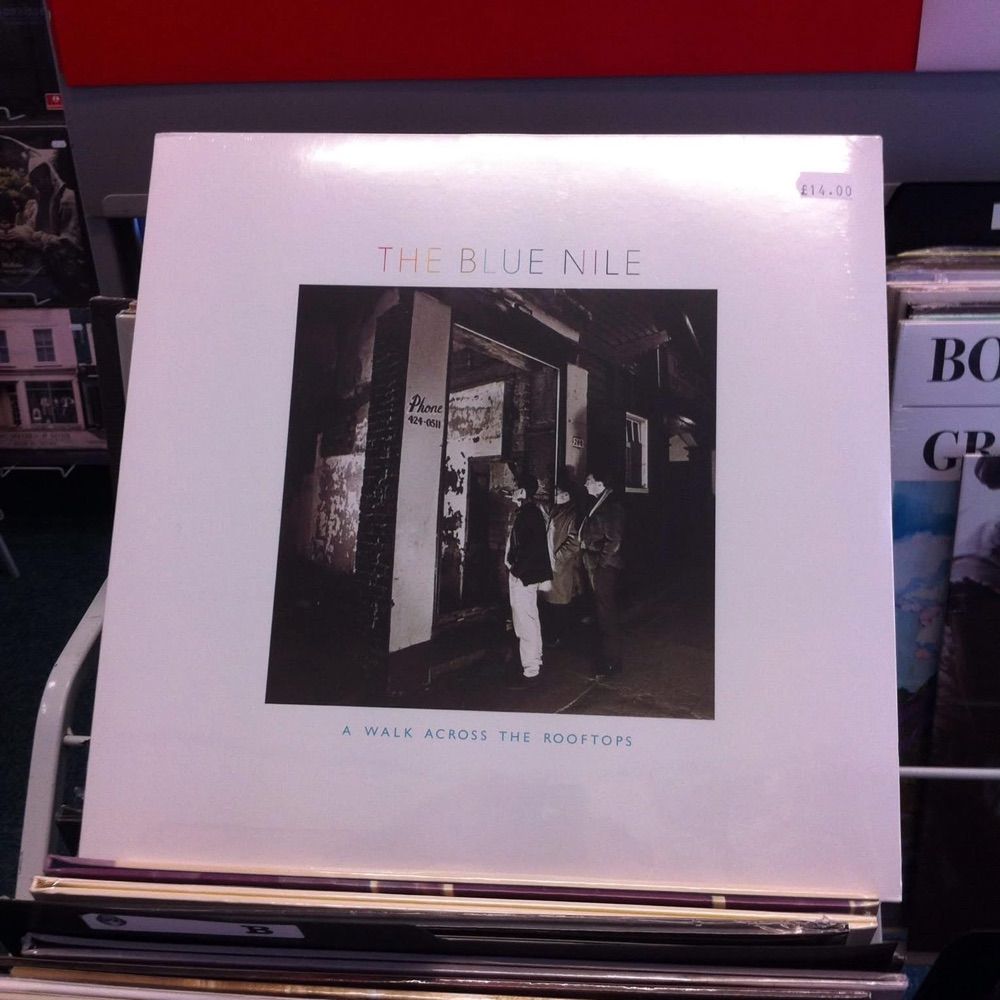 £14.00
THE BLUE NILE
Phone
424-0511
A WALK ACROSS THE ROOFTOPS
BO
GR
B